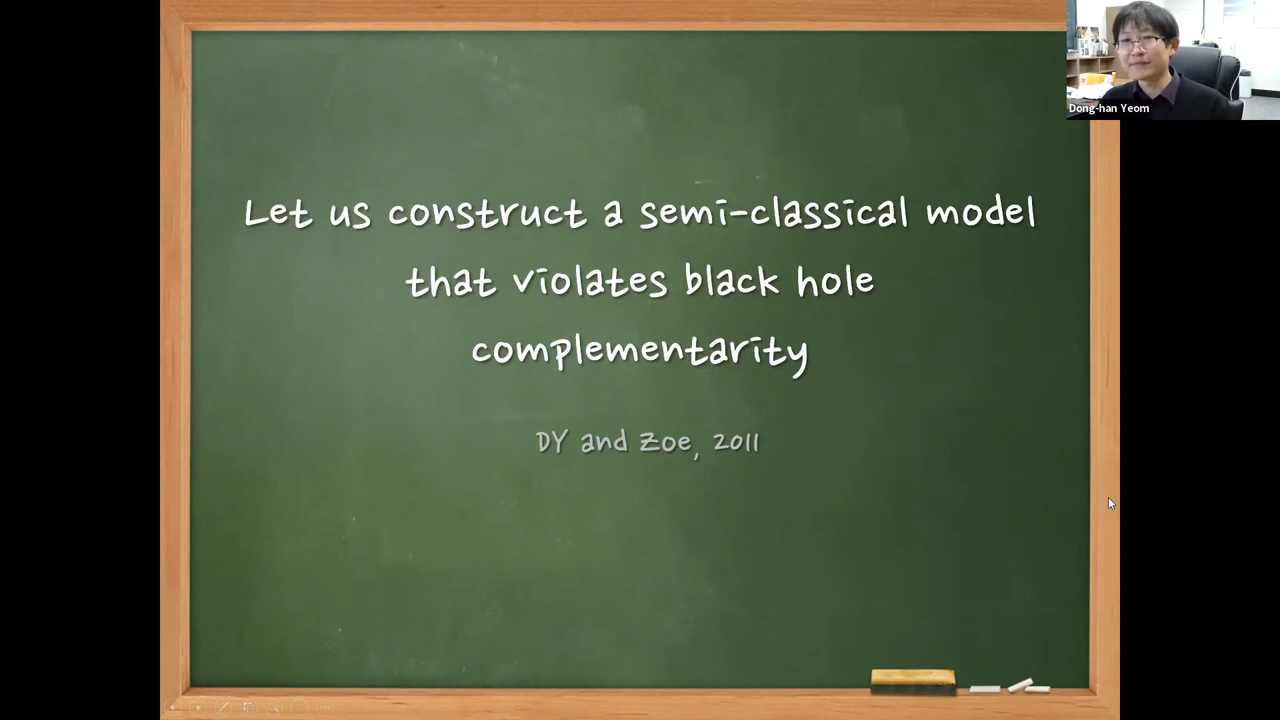 Dong-han Yeom
Let us construct a semi-classical model
that violates black hole
complementarity
DY and Zoe, 2011